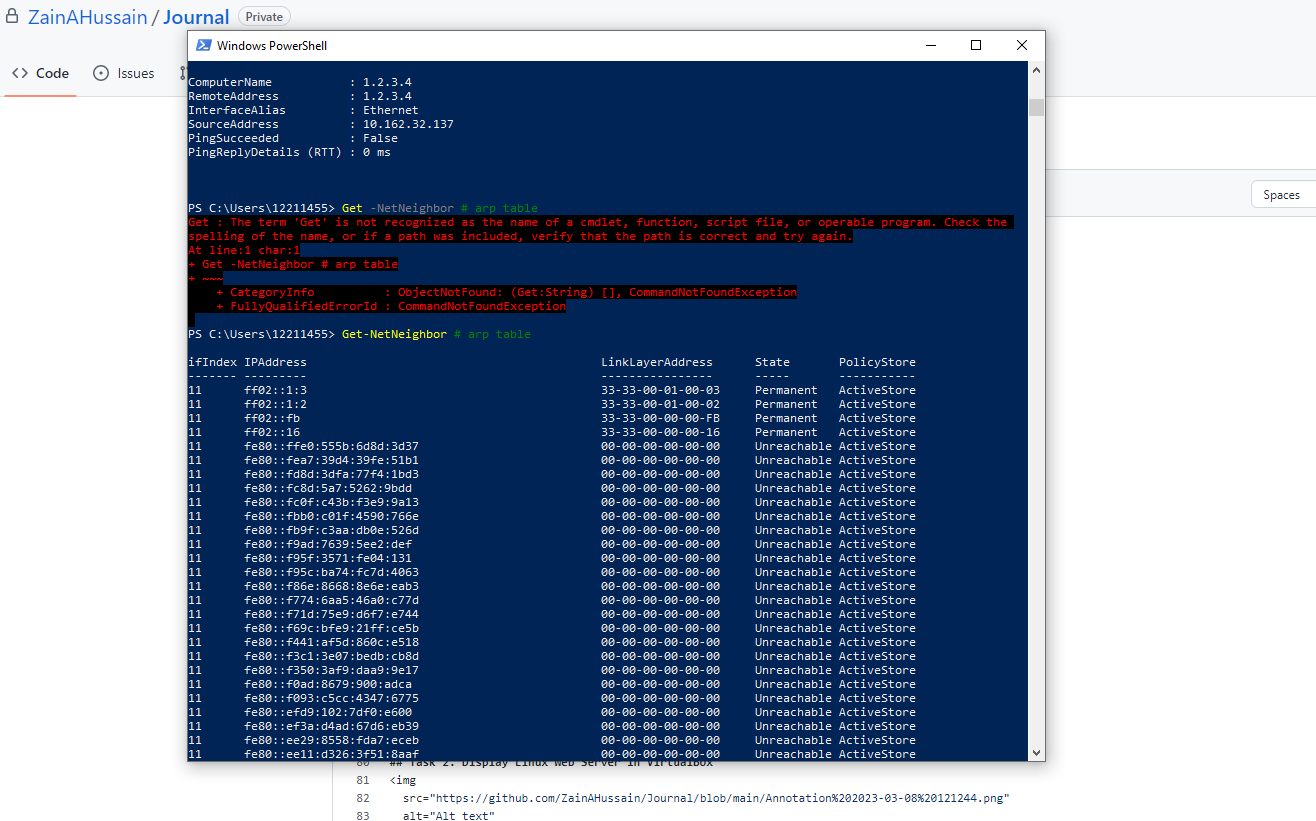 ZainAHussain / Journal Private
Windows PowerShell
Code Issues
Spaces
ComputerName : 1.2.3.4
RemoteAddress : 1.2.3.4
InterfaceAlias : Ethernet
SourceAddress : 10.162.32.137
PingSucceeded : False
PingReplyDetails (RTT) : 0 ms
PS C:\Users\12211455> Get -NetNeighbor # arp table
Get : The term 'Get' is not recognized as the name of a cmdlet, function, script file, or operable program. Check the
spelling of the name, or if a path was included, verify that the path is correct and try again.
At line:1 char:1
+ Get -NetNeighbor # arp table
+ ~~~
+ CategoryInfo : ObjectNotFound: (Get:String) [], CommandNotFoundException
+ FullyQualifiedErrorId : CommandNotFoundException
PS C:\Users\12211455> Get-NetNeighbor # arp table
ifIndex IPAddress LinkLayerAddress State PolicyStore
------- --------- ---------------- ----- -----------
11 ff02::1:3 33-33-00-01-00-03 Permanent ActiveStore
11 ff02::1:2 33-33-00-01-00-02 Permanent ActiveStore
11 ff02::fb 33-33-00-00-00-FB Permanent ActiveStore
11 ff02::16 33-33-00-00-00-16 Permanent ActiveStore
11 fe80::ffe0:555b:6d8d:3d37 00-00-00-00-00-00 Unreachable ActiveStore
11 fe80::fea7:39d4:39fe:51b1 00-00-00-00-00-00 Unreachable ActiveStore
11 fe80::fd8d:3dfa:77f4:1bd3 00-00-00-00-00-00 Unreachable ActiveStore
11 fe80::fc8d:5a7:5262:9bdd 00-00-00-00-00-00 Unreachable ActiveStore
11 fe80::fc0f:c43b:f3e9:9a13 00-00-00-00-00-00 Unreachable ActiveStore
11 fe80::fbb0:c01f:4590:766e 00-00-00-00-00-00 Unreachable ActiveStore
11 fe80::fb9f:c3aa:db0e:526d 00-00-00-00-00-00 Unreachable ActiveStore
11 fe80::f9ad:7639:5ee2:def 00-00-00-00-00-00 Unreachable ActiveStore
11 fe80::f95f:3571:fe04:131 00-00-00-00-00-00 Unreachable ActiveStore
11 fe80::f95c:ba74:fc7d:4063 00-00-00-00-00-00 Unreachable ActiveStore
11 fe80::f86e:8668:8e6e:eab3 00-00-00-00-00-00 Unreachable ActiveStore
11 fe80::f774:6aa5:46a0:c77d 00-00-00-00-00-00 Unreachable ActiveStore
11 fe80::f71d:75e9:d6f7:e744 00-00-00-00-00-00 Unreachable ActiveStore
11 fe80::f69c:bfe9:21ff:ce5b 00-00-00-00-00-00 Unreachable ActiveStore
11 fe80::f441:af5d:860c:e518 00-00-00-00-00-00 Unreachable ActiveStore
11 fe80::f3c1:3e07:bedb:cb8d 00-00-00-00-00-00 Unreachable ActiveStore
11 fe80::f350:3af9:daa9:9e17 00-00-00-00-00-00 Unreachable ActiveStore
11 fe80::f0ad:8679:900:adca 00-00-00-00-00-00 Unreachable ActiveStore
11 fe80::f093:c5cc:4347:6775 00-00-00-00-00-00 Unreachable ActiveStore
11 fe80::efd9:102:7df0:e600 00-00-00-00-00-00 Unreachable ActiveStore
11 fe80::ef3a:d4ad:67d6:eb39 00-00-00-00-00-00 Unreachable ActiveStore
11 fe80::ee29:8558:fda7:eceb 00-00-00-00-00-00 Unreachable ActiveStore
11 fe80::ee11:d326:3f51:8aaf 00-00-00-00-00-00 Unreachable ActiveStore
80 ## Task 2: Display Linux Web Server in VirtualBox
81 <img
82 src="https://github.com/ZainAHussain/Journal/blob/main/Annotation%202023-03-08%20121244.png"
83 alt="Alt text"